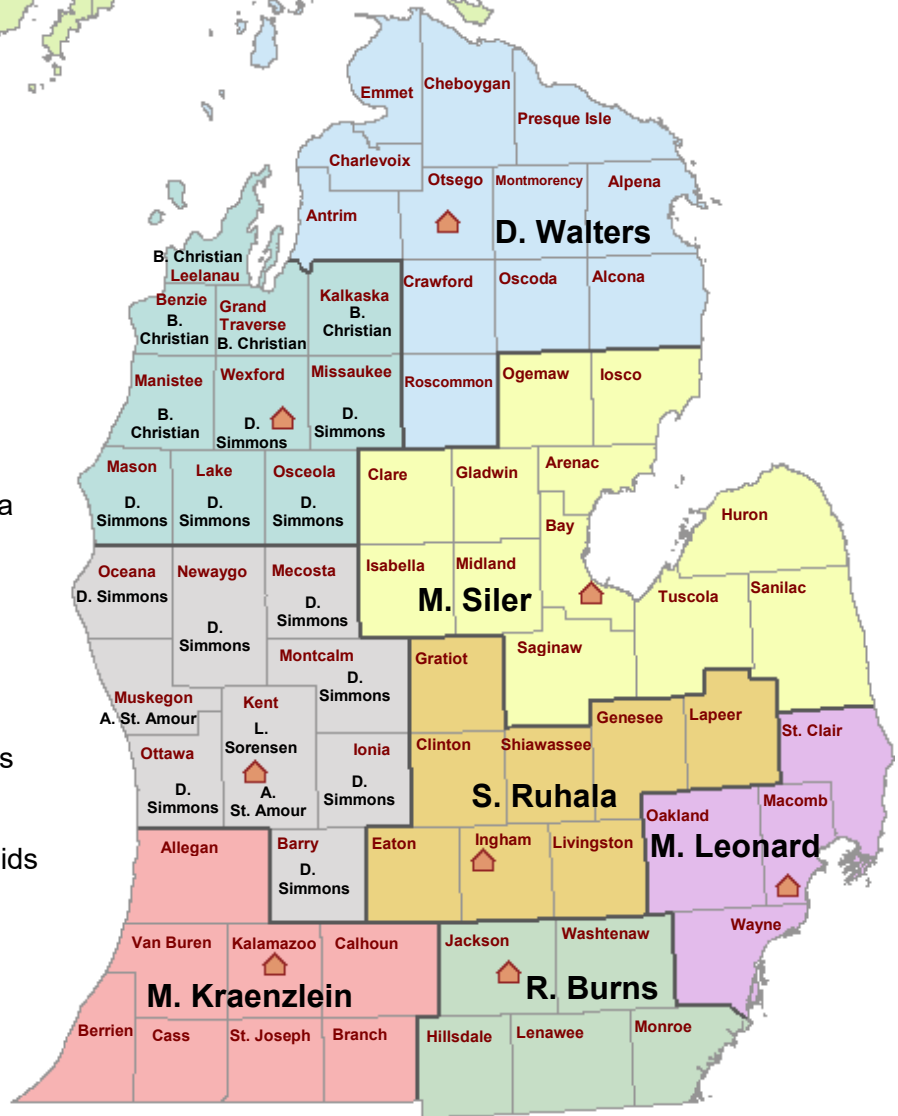 Emmet
Cheboygan
Presque Isle
Charlevoix
Otsego
Montmorency
Alpena
Antrim
D. Walters
B. Christian
Leelanau
Crawford
Oscoda
Alcona
Benzie
B.
Christian
Grand
Traverse
B. Christian
Kalkaska
B.
Christian
Manistee
B.
Christian
Wexford
D.
Simmons
Missaukee
D.
Simmons
Roscommon
Ogemaw
Iosco
Mason
D.
Simmons
Lake
D.
Simmons
Osceola
D.
Simmons
Clare
Gladwin
Arenac
a
Bay
Huron
Oceana
D. Simmons
Newaygo
D.
Simmons
Mecosta
D.
Simmons
Isabella
Midland
M. Siler
Tuscola
Sanilac
Saginaw
Montcalm
D.
Simmons
Gratiot
Muskegon
A. St. Amour
Kent
L.
Sorensen
A.
St. Amour
Ottawa
D.
Simmons
Ionia
D.
Simmons
Clinton
Shiawassee
Genesee
Lapeer
St. Clair
s
S. Ruhala
Oakland
Macomb
M. Leonard
ids
Allegan
Barry
D.
Simmons
Eaton
Ingham
Livingston
Wayne
Van Buren
Kalamazoo
Calhoun
Jackson
Washtenaw
M. Kraenzlein
R. Burns
Berrien
Cass
St. Joseph
Branch
Hillsdale
Lenawee
Monroe